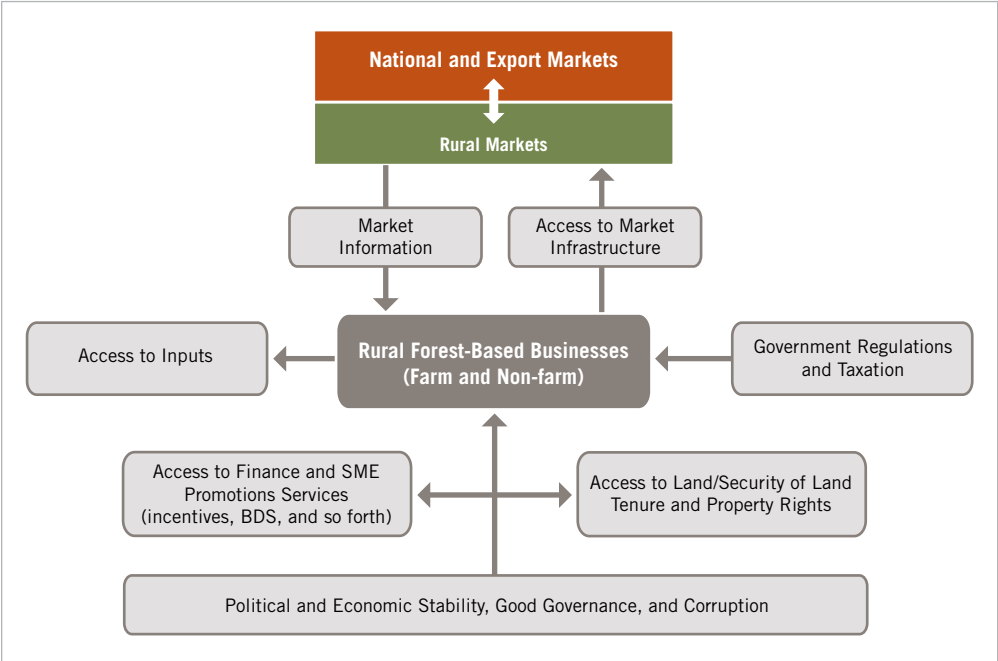 National and Export Markets
Rural Markets
Market
Information
Access to Market
Infrastructure
Access to Inputs
Rural Forest-Based Businesses
(Farm and Non-farm)
Government Regulations
and Taxation
Access to Finance and SME
Promotions Services
(incentives, BDS, and so forth)
Access to Land/Security of Land
Tenure and Property Rights
Political and Economic Stability, Good Governance, and Corruption